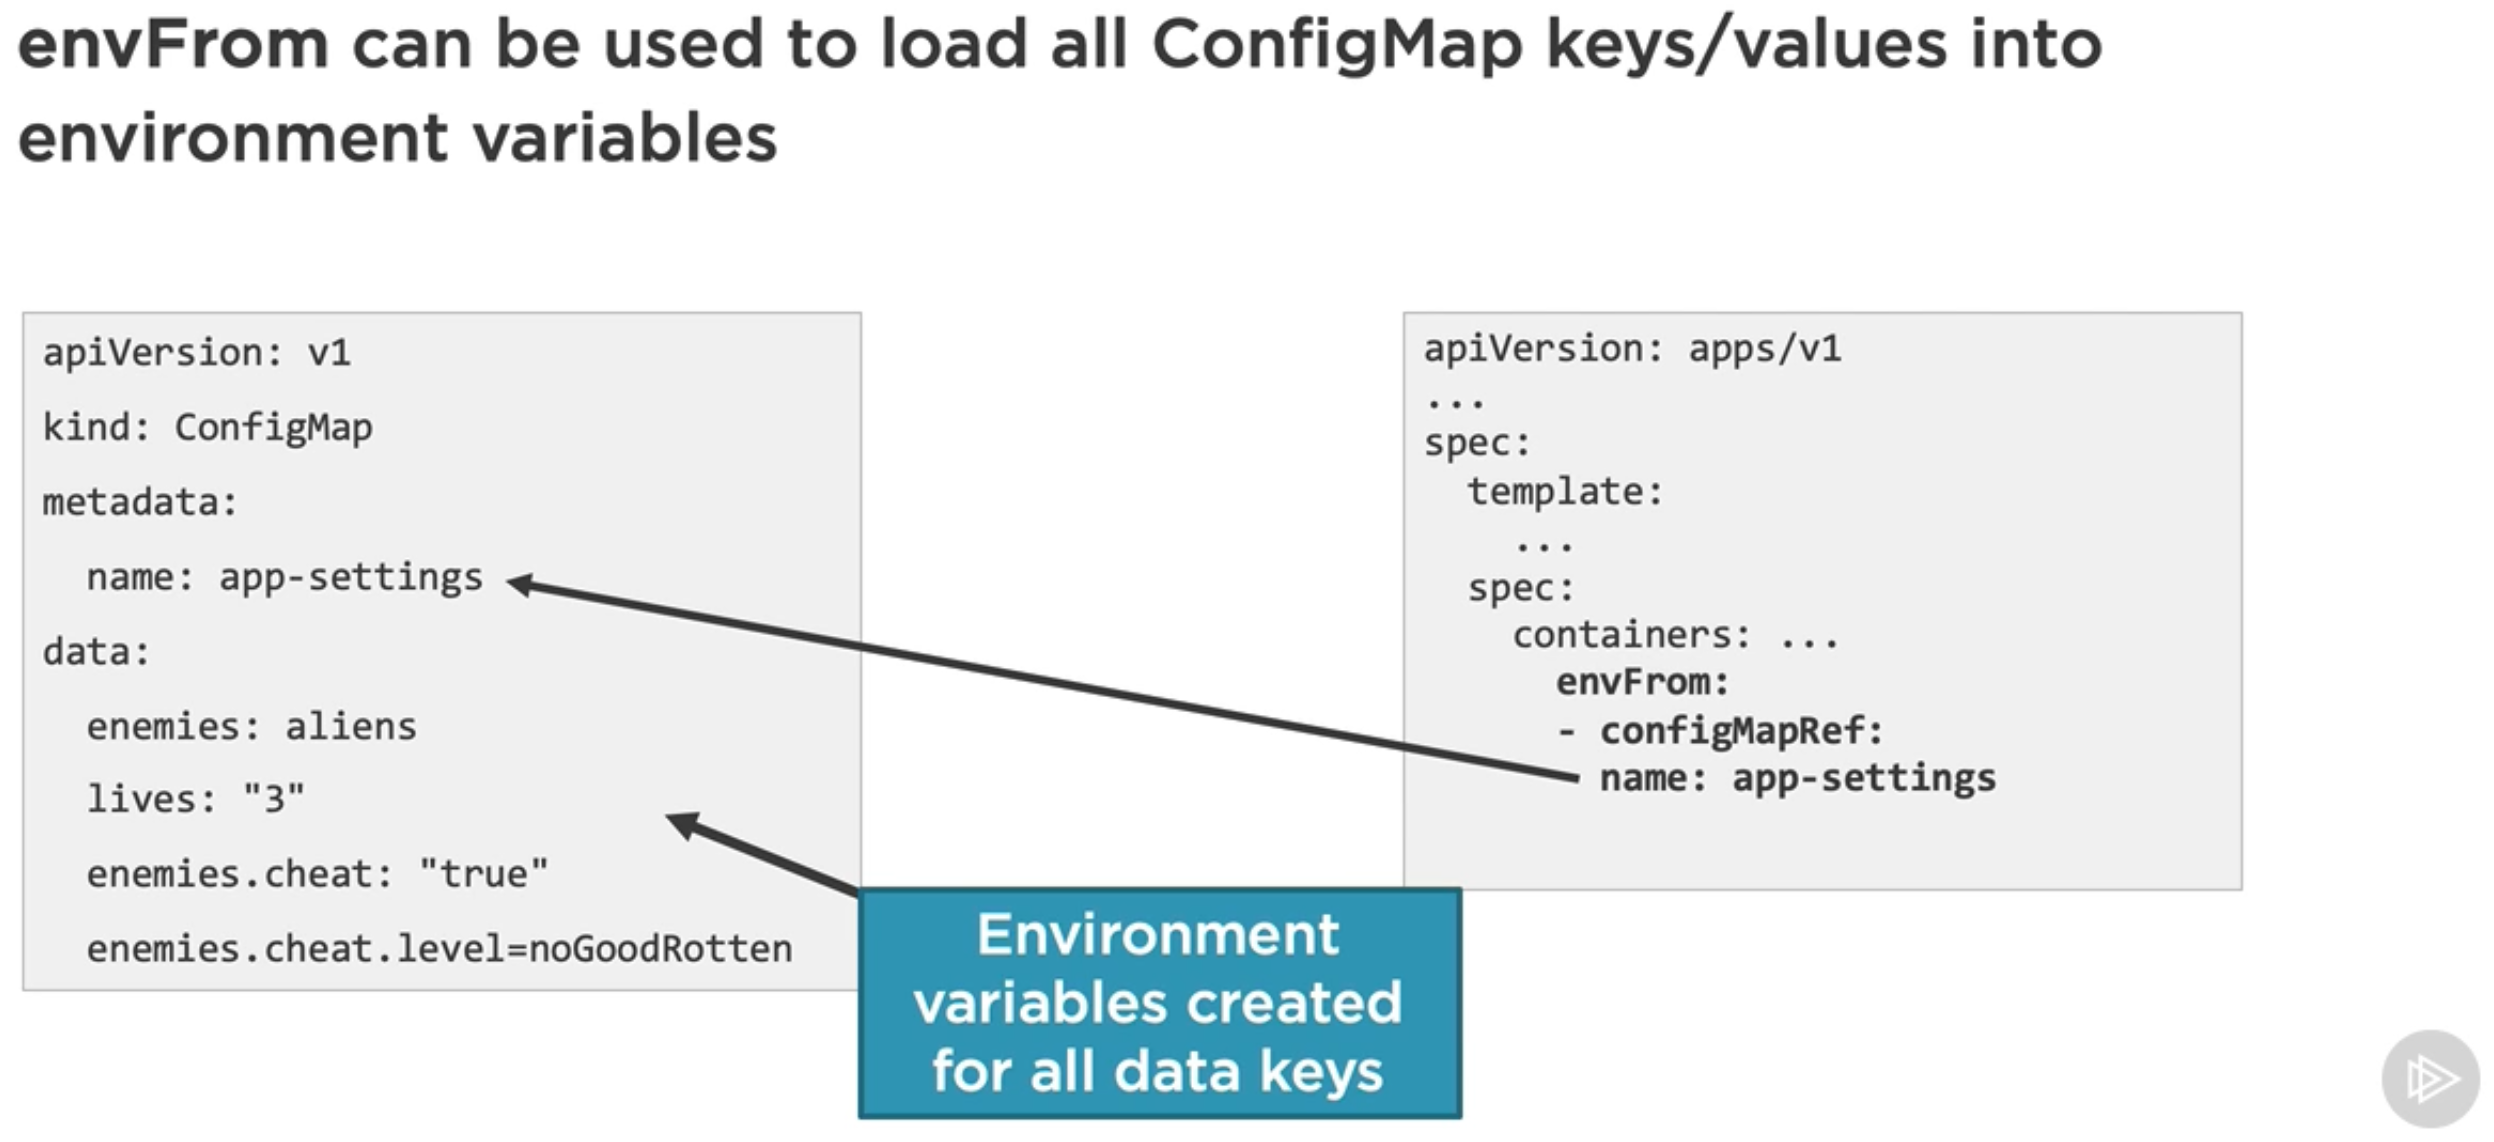 envFrom can be used to load all ConfigMap keys/values into
environment variables
apiVersion: v1
kind: ConfigMap
metadata:
  name: app-settings
data:
  enemies: aliens
  lives: "3"
  enemies.cheat: "true"
  enemies.cheat.level=noGoodRotten
apiVersion: apps/v1
...
spec:
  template:
    ...
  spec:
    containers: ...
      envFrom:
      - configMapRef:
        name: app-settings
Environment
variables created
for all data keys